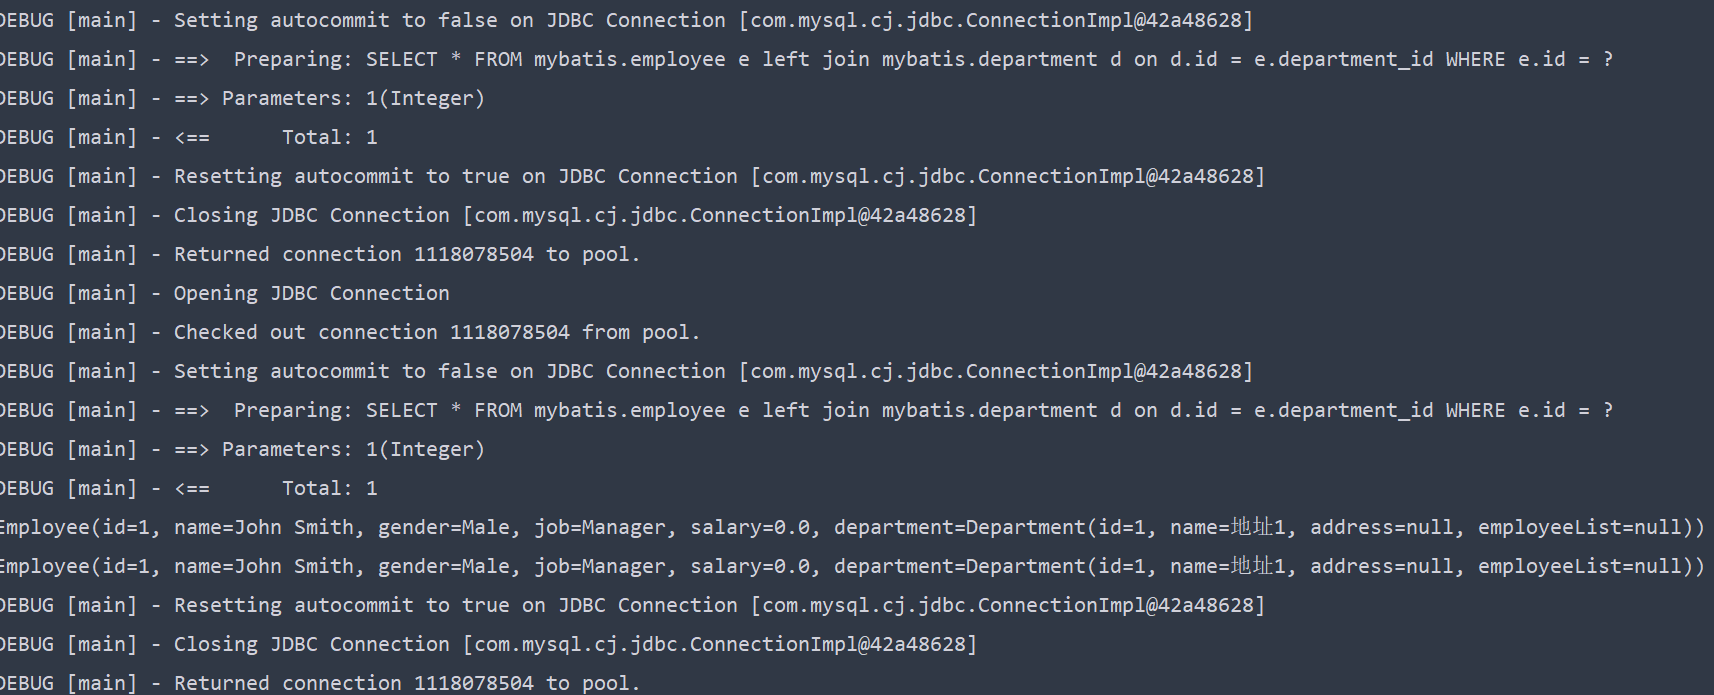 DEBUG [main] - Setting autocommit to false on JDBC Connection [com.mysql.cj.jdbc.ConnectionImpl@42a48628]
DEBUG [main] - ==>  Preparing: SELECT * FROM mybatis.employee e left join mybatis.department d on d.id = e.department_id WHERE e.id = ?
DEBUG [main] - ==> Parameters: 1(Integer)
DEBUG [main] - <==      Total: 1
DEBUG [main] - Resetting autocommit to true on JDBC Connection [com.mysql.cj.jdbc.ConnectionImpl@42a48628]
DEBUG [main] - Closing JDBC Connection [com.mysql.cj.jdbc.ConnectionImpl@42a48628]
DEBUG [main] - Returned connection 1118078504 to pool.
DEBUG [main] - Opening JDBC Connection
DEBUG [main] - Checked out connection 1118078504 from pool.
DEBUG [main] - Setting autocommit to false on JDBC Connection [com.mysql.cj.jdbc.ConnectionImpl@42a48628]
DEBUG [main] - ==>  Preparing: SELECT * FROM mybatis.employee e left join mybatis.department d on d.id = e.department_id WHERE e.id = ?
DEBUG [main] - ==> Parameters: 1(Integer)
DEBUG [main] - <==      Total: 1
Employee(id=1, name=John Smith, gender=Male, job=Manager, salary=0.0, department=Department(id=1, name=地址1, address=null, employeeList=null))
Employee(id=1, name=John Smith, gender=Male, job=Manager, salary=0.0, department=Department(id=1, name=地址1, address=null, employeeList=null))
DEBUG [main] - Resetting autocommit to true on JDBC Connection [com.mysql.cj.jdbc.ConnectionImpl@42a48628]
DEBUG [main] - Closing JDBC Connection [com.mysql.cj.jdbc.ConnectionImpl@42a48628]
DEBUG [main] - Returned connection 1118078504 to pool.